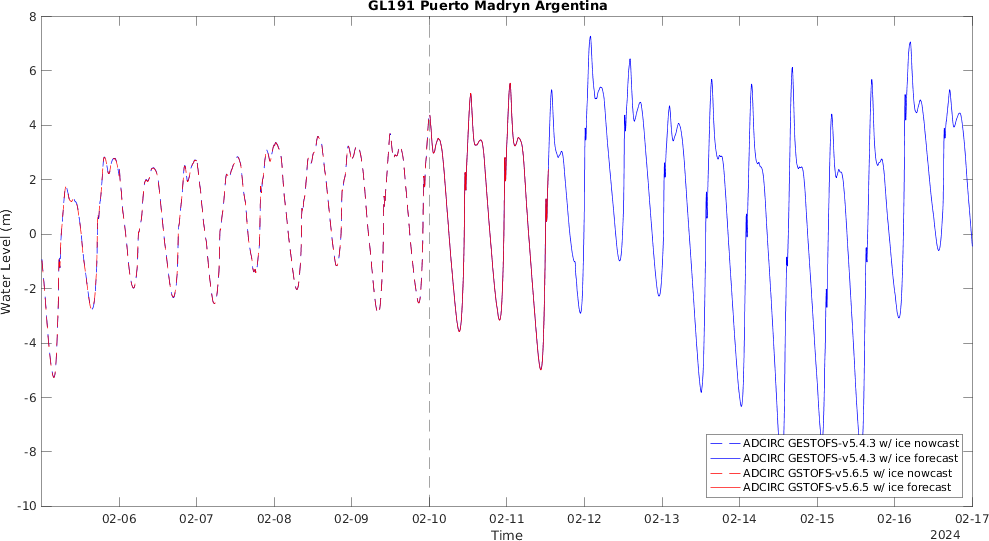 GL191 Puerto Madryn Argentina
8
6
4
2
0
-2
-4
-6
-8
-10
Water Level (m)
ADCIRC GESTOFS-v5.4.3 w/ ice nowcast
ADCIRC GESTOFS-v5.4.3 w/ ice forecast
ADCIRC GSTOFS-v5.6.5 w/ ice nowcast
ADCIRC GSTOFS-v5.6.5 w/ ice forecast
02-06 02-07 02-08 02-09 02-10 02-11 02-12 02-13 02-14 02-15 02-16 02-17
Time
2024